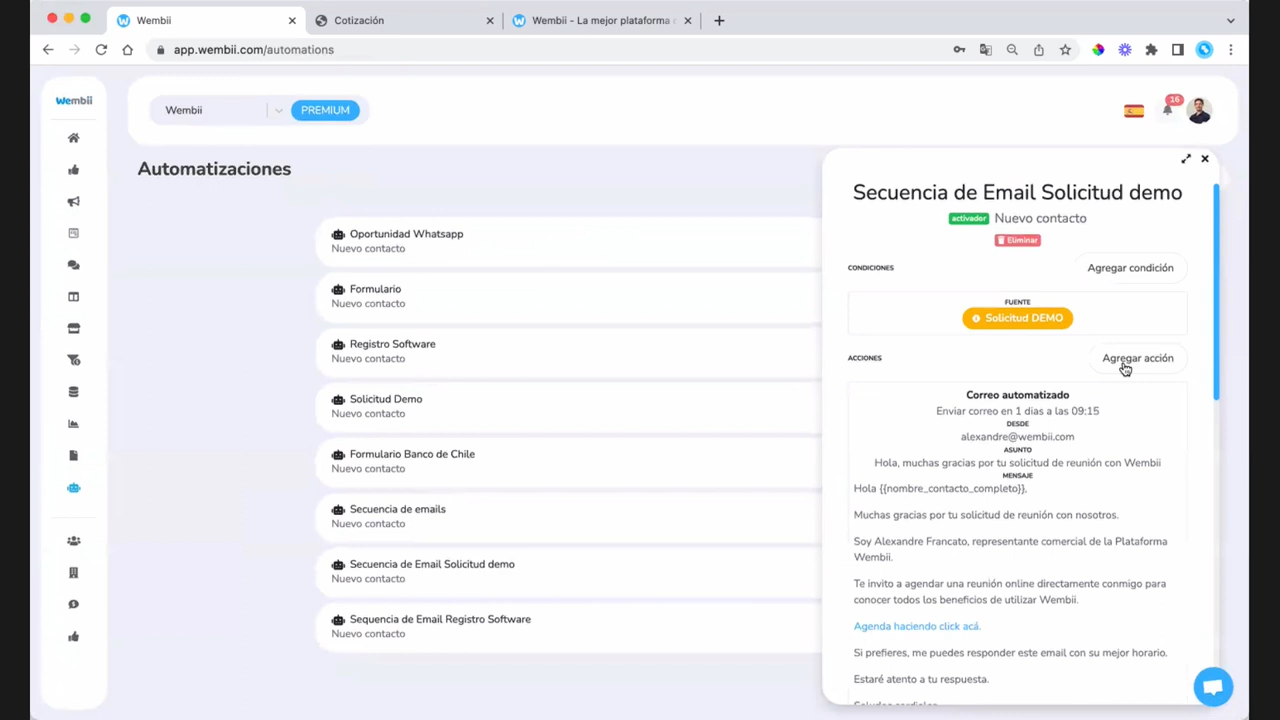 Wembii
Cotización
Wembii - La mejor plataforma
app.wembii.com/automations
Wembii
Wembii
PREMIUM
16
Automatizaciones
Oportunidad Whatsapp
Nuevo contacto
Formulario
Nuevo contacto
Registro Software
Nuevo contacto
Solicitud Demo
Nuevo contacto
Formulario Banco de Chile
Nuevo contacto
Secuencia de emails
Nuevo contacto
Secuencia de Email Solicitud demo
Nuevo contacto
Sequencia de Email Registro Software
Nuevo contacto
Secuencia de Email Solicitud demo
activador Nuevo contacto
Eliminar
CONDICIONES
Agregar condición
FUENTE
Solicitud DEMO
ACCIONES
Agregar acción
Correo automatizado
Enviar correo en 1 dias a las 09:15
DESDE
alexandre@wembii.com
ASUNTO
Hola, muchas gracias por tu solicitud de reunión con Wembii
MENSAJE
Hola {{nombre_contacto_completo}},
Muchas gracias por tu solicitud de reunión con nosotros.
Soy Alexandre Francato, representante comercial de la Plataforma
Wembii.
Te invito a agendar una reunión online directamente conmigo para
conocer todos los beneficios de utilizar Wembii.
Agenda haciendo click acá.
Si prefieres, me puedes responder este email con su mejor horario.
Estaré atento a tu respuesta.